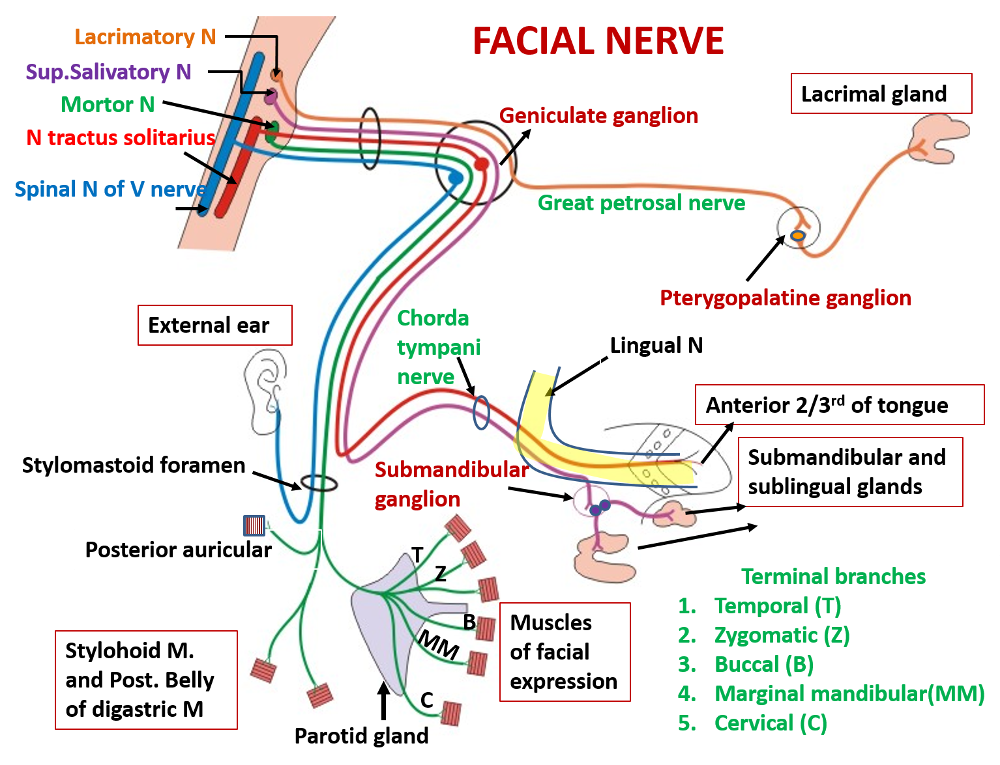 FACIAL NERVE
Lacrimatory N
Sup.Salivatory N
Mortor N
N tractus solitarius
Spinal N of V nerve
Geniculate ganglion
Lacrimal gland
Great petrosal nerve
Pterygopalatine ganglion
External ear
Chorda
tympani
nerve
Lingual N
Anterior 2/3rd of tongue
Submandibular and
sublingual glands
Stylomastoid foramen
Submandibular
ganglion
Posterior auricular
T
Z
B
MM
C
Stylohoid M.
and Post. Belly
of digastric M
Parotid gland
Muscles
of facial
expression
Terminal branches
1. Temporal (T)
2. Zygomatic (Z)
3. Buccal (B)
4. Marginal mandibular(MM)
5. Cervical (C)